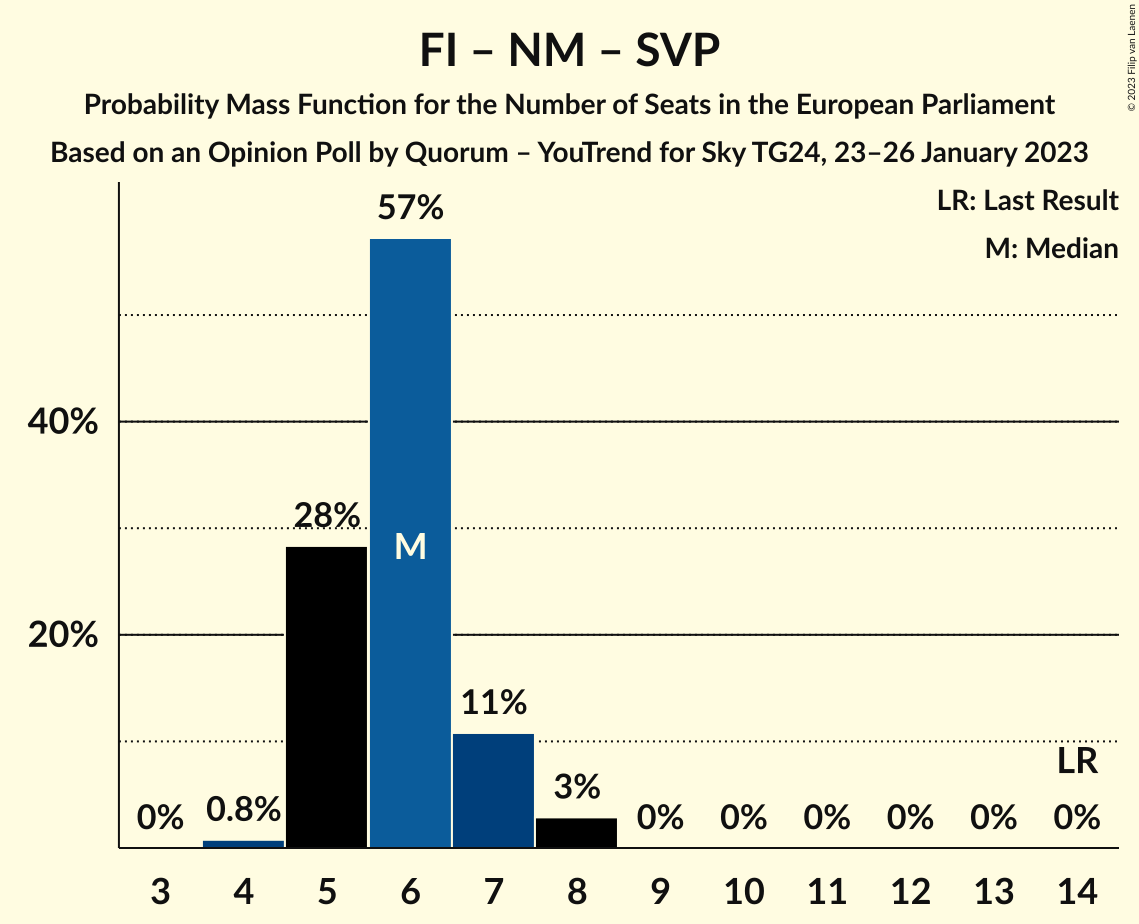 FI – NM – SVP
Probability Mass Function for the Number of Seats in the European Parliament
Based on an Opinion Poll by Quorum – YouTrend for Sky TG24, 23–26 January 2023
© 2023 Filip van Laenen
LR: Last Result
M: Median
57%
40%
28%
M
20%
11%
LR
0% 0.8% 3% 0% 0% 0% 0% 0% 0%
3 4 5 6 7 8 9 10 11 12 13 14